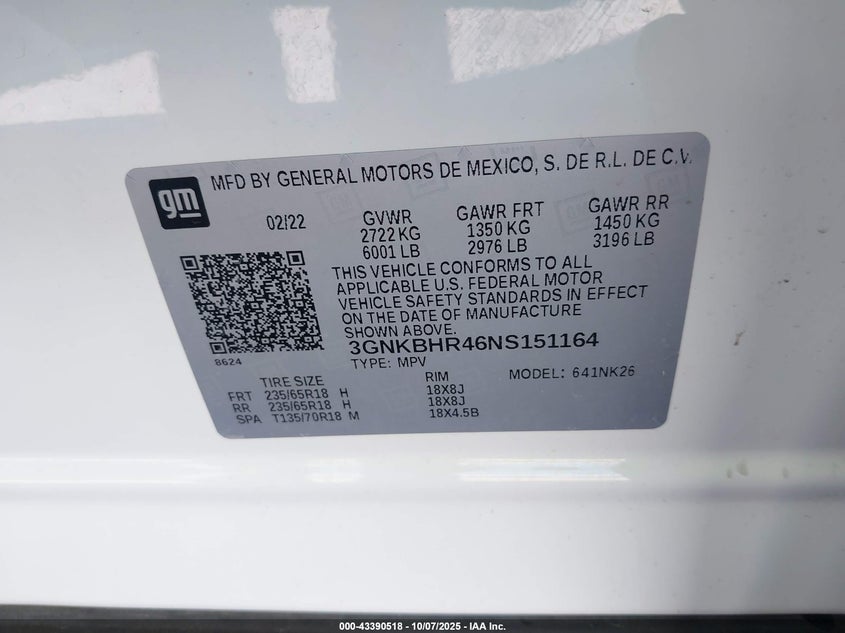 gm
MFD BY GENERAL MOTORS DE MEXICO, S. DE R.L. DE C.V.
02/22 GVWR GAWR FRT GAWR RR
2722 KG 1350 KG 1450 KG
6001 LB 2976 LB 3196 LB
THIS VEHICLE CONFORMS TO ALL
APPLICABLE U.S. FEDERAL MOTOR
VEHICLE SAFETY STANDARDS IN EFFECT
ON THE DATE OF MANUFACTURE
SHOWN ABOVE.
3GNKBHR46NS151164
8624 TYPE: MPV
TIRE SIZE RIM MODEL: 641NK26
FRT 235/65R18 H 18X8J
RR 235/65R18 H 18X8J
SPA T135/70R18 M 18X4.5B
000-43390518 - 10/07/2025 - IAA Inc.